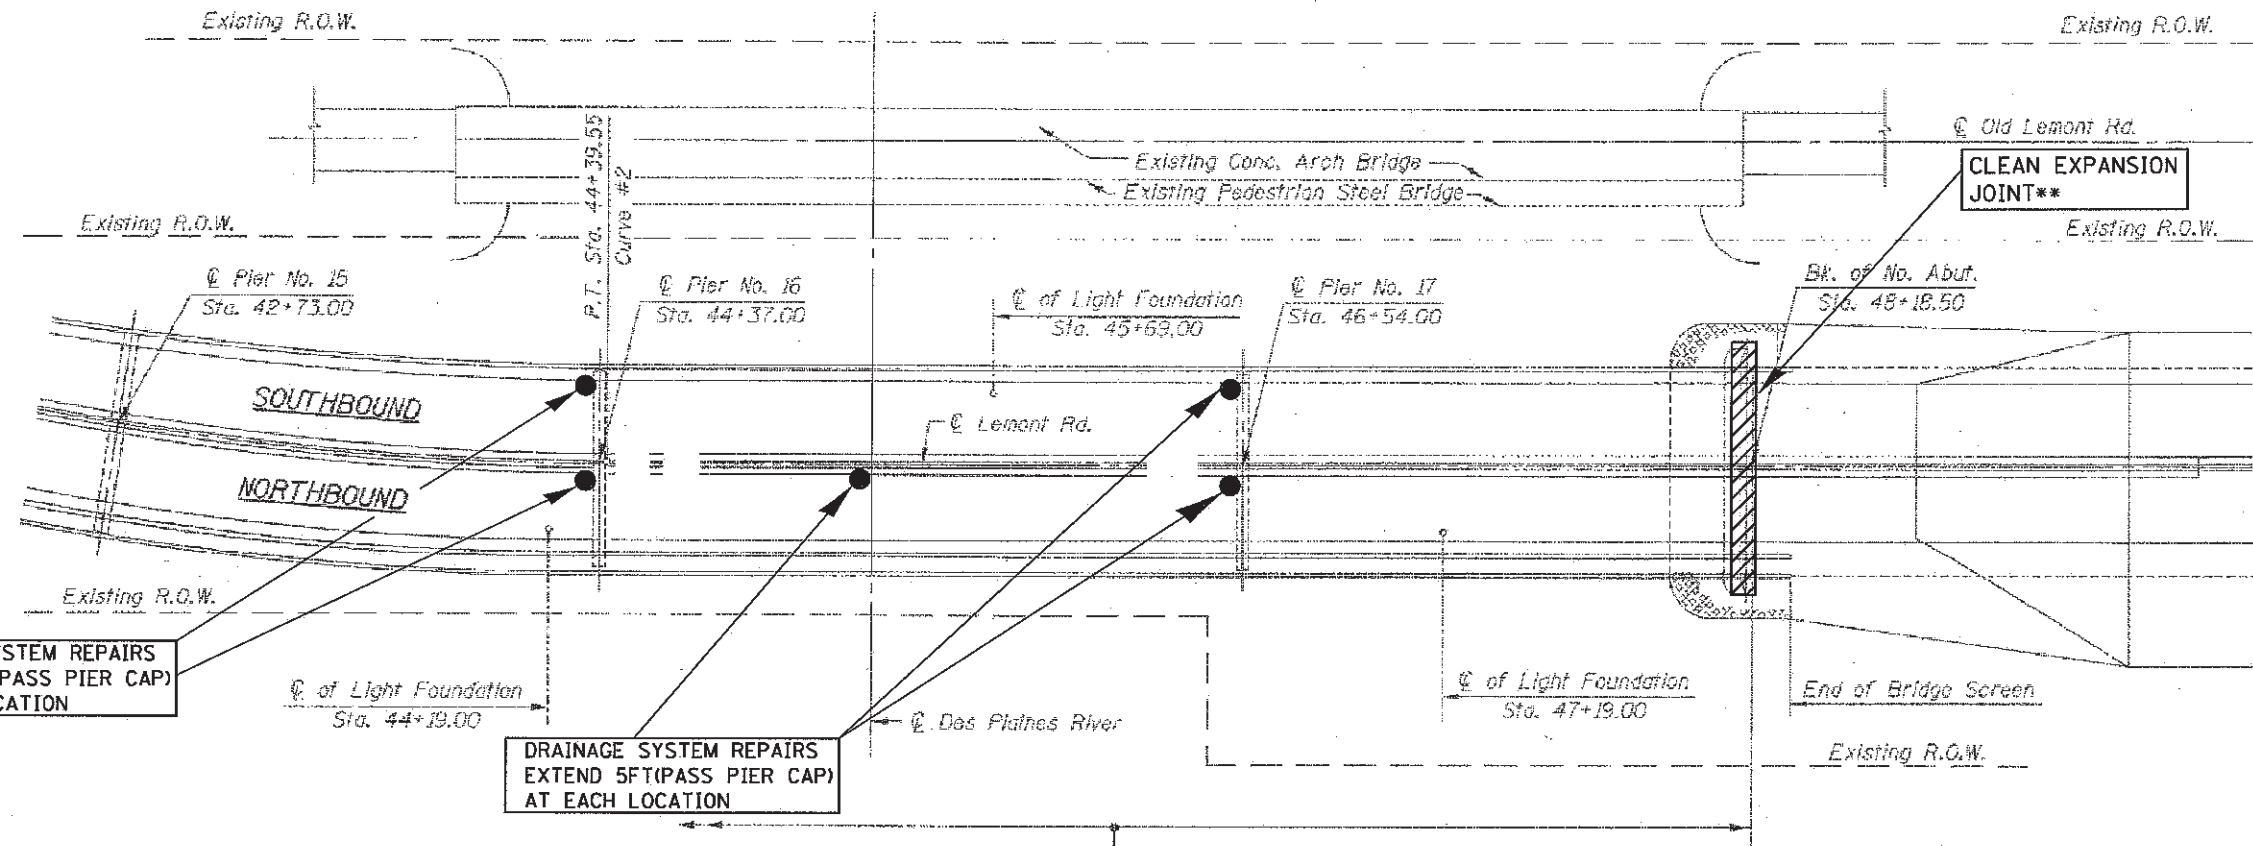 Existing R.O.W.
Existing R.O.W.
℄ Old Lemont Rd.
Existing Conc. Arch Bridge
Existing Pedestrian Steel Bridge
CLEAN EXPANSION
JOINT**
P.T. Sta. 44+39.55
Curve #2
Existing R.O.W.
Existing R.O.W.
℄ Pier No. 15
Sta. 42+73.00
℄ Pier No. 16
Sta. 44+37.00
℄ of Light Foundation
Sta. 45+69.00
℄ Pier No. 17
Sta. 46+54.00
Bk. of No. Abut.
Sta. 48+18.50
SOUTHBOUND
℄ Lemont Rd.
NORTHBOUND
Existing R.O.W.
STEM REPAIRS
(PASS PIER CAP)
CATION
℄ of Light Foundation
Sta. 44+19.00
℄ Des Plaines River
℄ of Light Foundation
Sta. 47+19.00
End of Bridge Screen
DRAINAGE SYSTEM REPAIRS
EXTEND 5FT(PASS PIER CAP)
AT EACH LOCATION
Existing R.O.W.